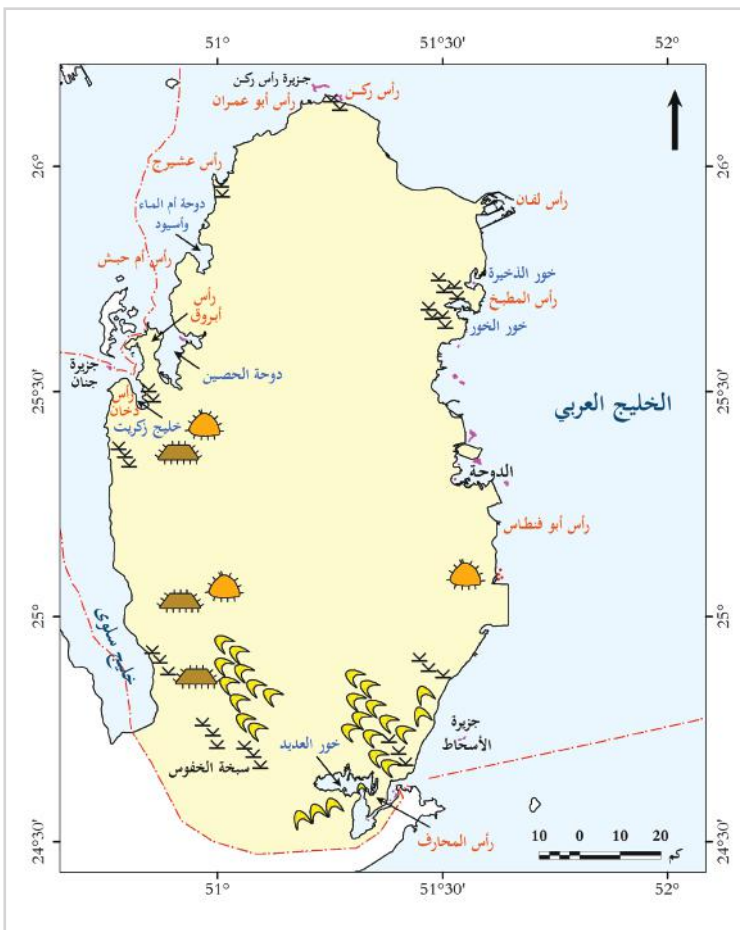 51° 51°30' 52°
جزيرة رأس ركن
رأس ركن
رأس أبو عمران
26° 26°
رأس عشيرج
رأس لفان
دوحة أم الماء
وأسيود
رأس أم حيش
خور الذخيرة
رأس المطبخ
خور الخور
رأس
أبروق
جزيرة
جنان
دوحة الحصين
25°30' 25°30'
رأس
دخان
خليج زكريت
الخليج العربي
الدوحة
رأس أبو فنطاس
25° 25°
خليج سلوى
جزيرة
الأسحاط
خور العديد
سبخة الخفوس
رأس المحارف
24°30' 24°30'
10 0 10 20
كم
51° 51°30' 52°